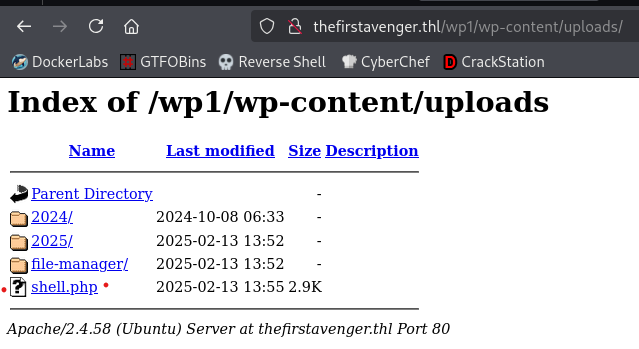 thefirstavenger.thl/wp1/wp-content/uploads/
DockerLabs GTFOBins Reverse Shell CyberChef CrackStation
Index of /wp1/wp-content/uploads
Name Last modified Size Description
Parent Directory -
2024/ 2024-10-08 06:33 -
2025/ 2025-02-13 13:52 -
file-manager/ 2025-02-13 13:52 -
shell.php 2025-02-13 13:55 2.9K
Apache/2.4.58 (Ubuntu) Server at thefirstavenger.thl Port 80